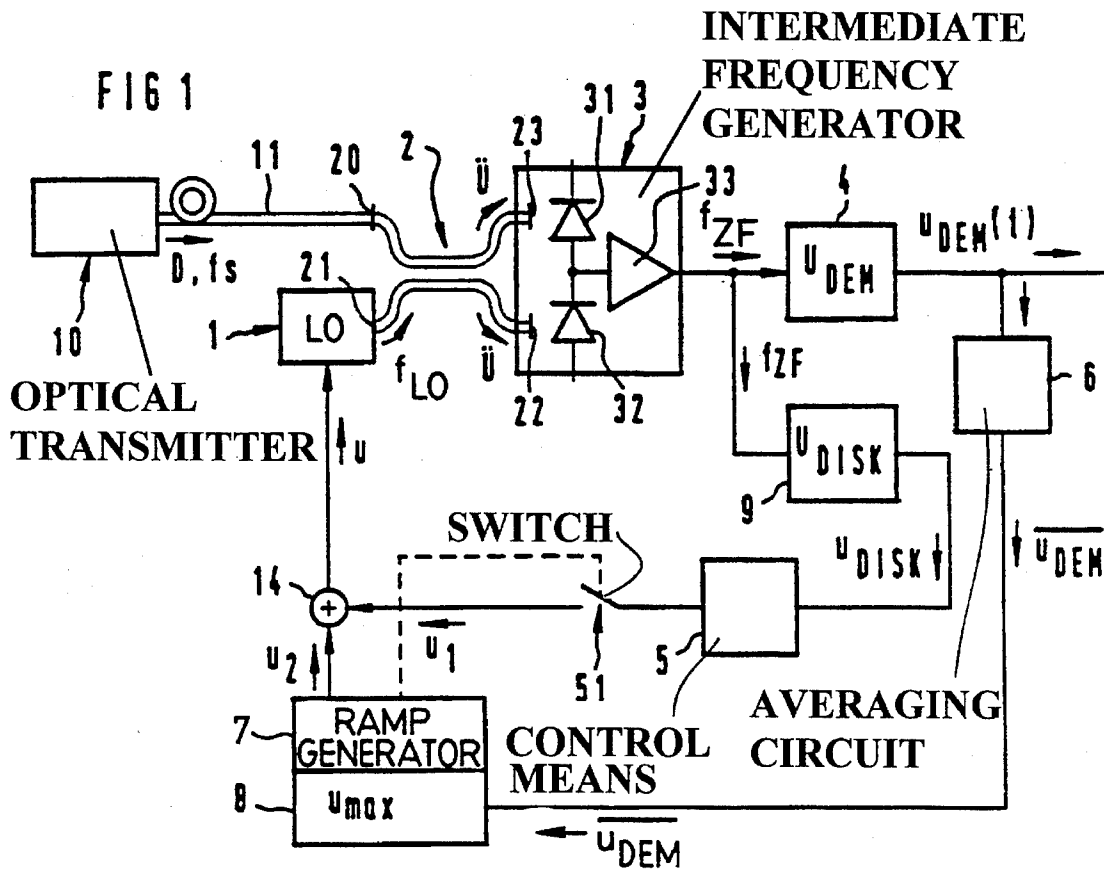 INTERMEDIATE
FREQUENCY
GENERATOR
FIG 1
31
3
23
2
20
11
Ü
33
4
f_ZF
u_DEM(t)
D, fs
10
21
U_DEM
1
LO
f_LO
Ü
22
32
f_ZF
6
OPTICAL
TRANSMITTER
u
U_DISK
9
SWITCH
u_DISK
u_DEM
14
u_2
u_1
51
5
7
RAMP
GENERATOR
CONTROL
MEANS
AVERAGING
CIRCUIT
8
u_max
u_DEM